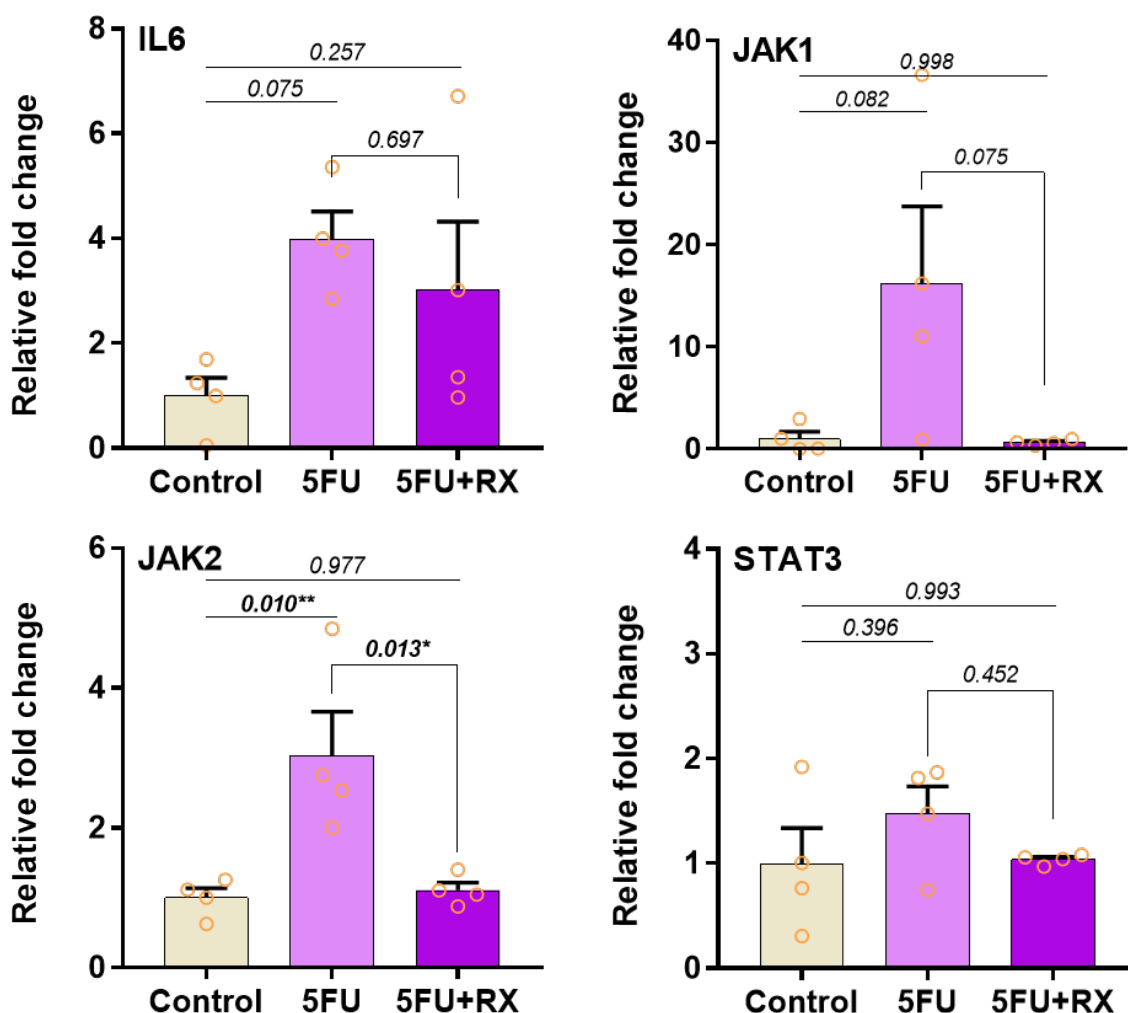 IL6
Relative fold change
8
6
4
2
0
0.257
0.075
0.697
Control 5FU 5FU+RX
JAK1
Relative fold change
40
30
20
10
0
0.998
0.082
0.075
Control 5FU 5FU+RX
JAK2
Relative fold change
6
4
2
0
0.977
0.010**
0.013*
Control 5FU 5FU+RX
STAT3
Relative fold change
4
3
2
1
0
0.993
0.396
0.452
Control 5FU 5FU+RX